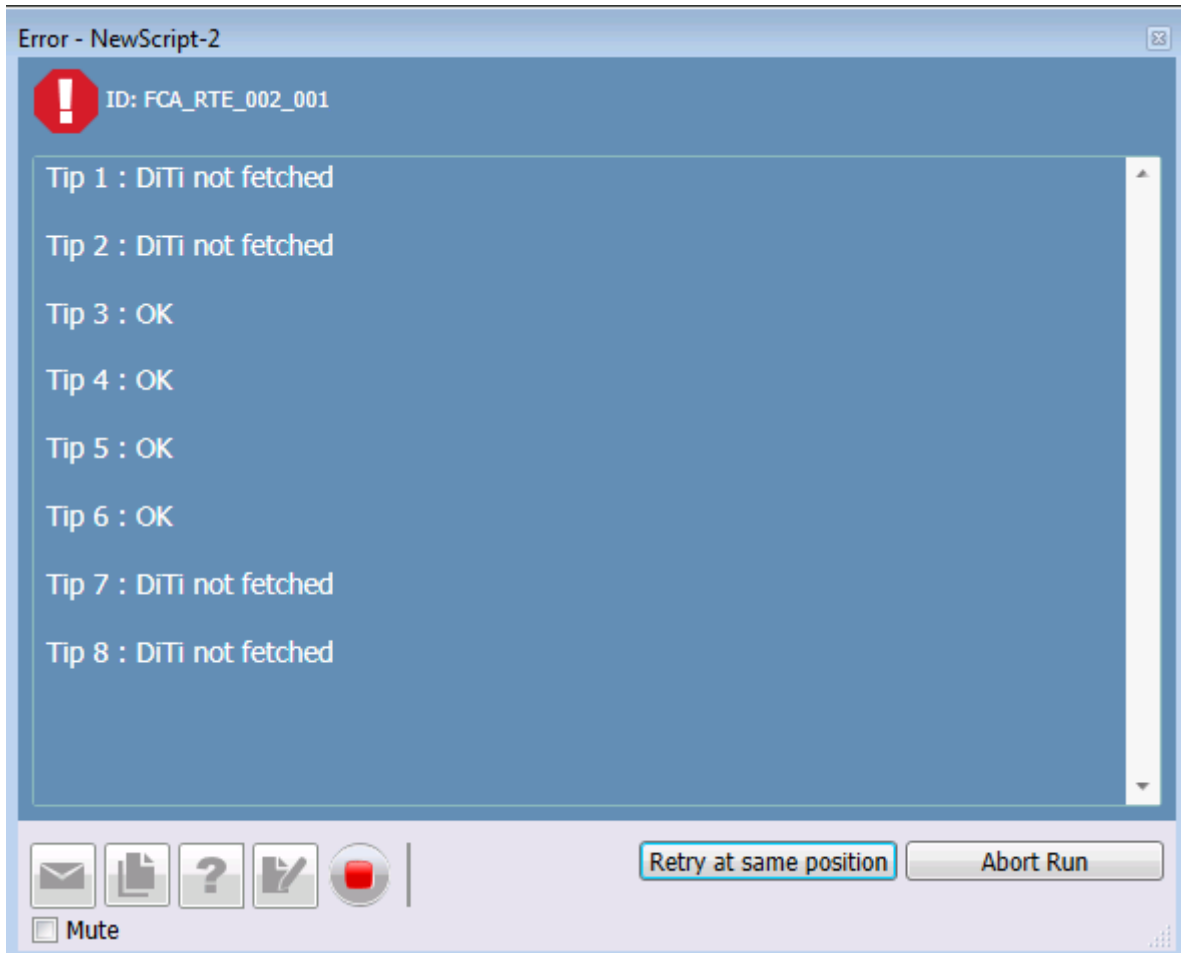 Error - NewScript-2
ID: FCA_RTE_002_001
Tip 1 : DiTi not fetched
Tip 2 : DiTi not fetched
Tip 3 : OK
Tip 4 : OK
Tip 5 : OK
Tip 6 : OK
Tip 7 : DiTi not fetched
Tip 8 : DiTi not fetched
Retry at same position
Abort Run
Mute